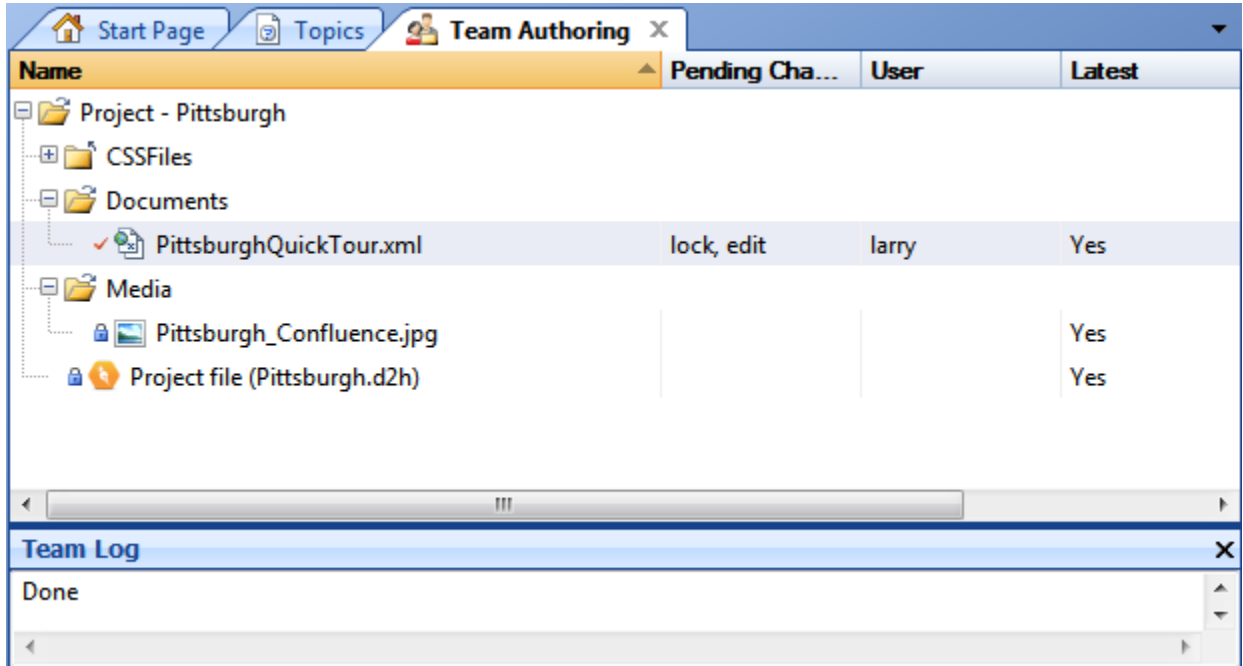 Start Page Topics Team Authoring
Name Pending Cha... User Latest
Project - Pittsburgh
CSSFiles
Documents
PittsburghQuickTour.xml lock, edit larry Yes
Media
Pittsburgh_Confluence.jpg Yes
Project file (Pittsburgh.d2h) Yes
Team Log
Done